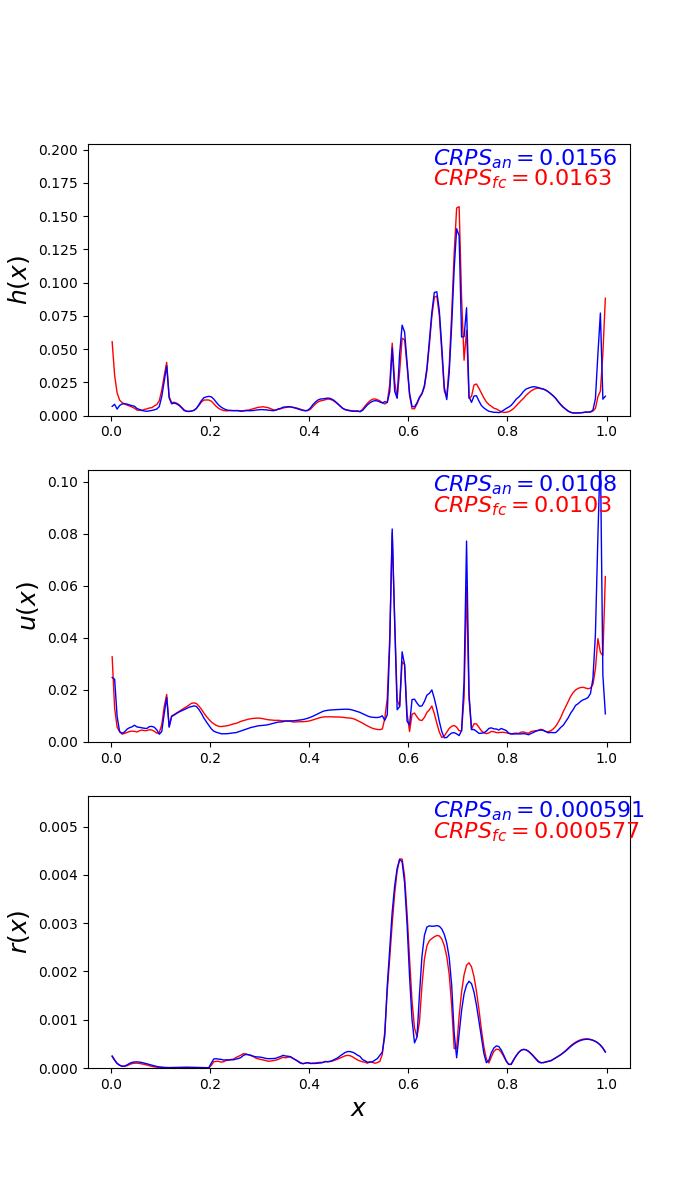 CRPS_an = 0.0156
CRPS_fc = 0.0163
0.200
0.175
0.150
0.125
0.100
0.075
0.050
0.025
0.000
h(x)
0.0 0.2 0.4 0.6 0.8 1.0
CRPS_an = 0.0108
CRPS_fc = 0.0103
0.10
0.08
0.06
0.04
0.02
0.00
u(x)
0.0 0.2 0.4 0.6 0.8 1.0
CRPS_an = 0.000591
CRPS_fc = 0.000577
0.005
0.004
0.003
0.002
0.001
0.000
r(x)
0.0 0.2 0.4 0.6 0.8 1.0
x